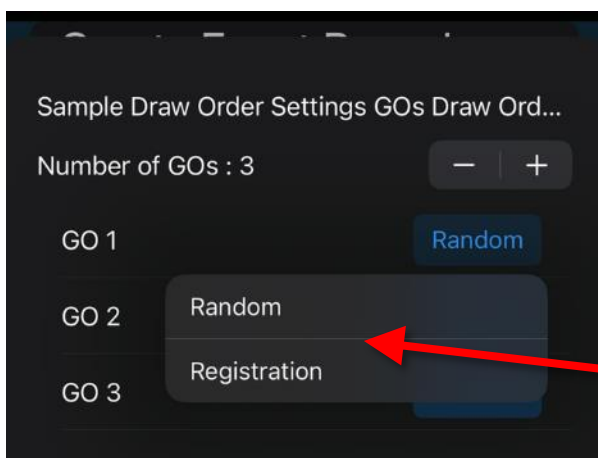 Sample Draw Order Settings GOs Draw Ord...
Number of GOs : 3
− +
GO 1 Random
GO 2
Random
Registration
GO 3